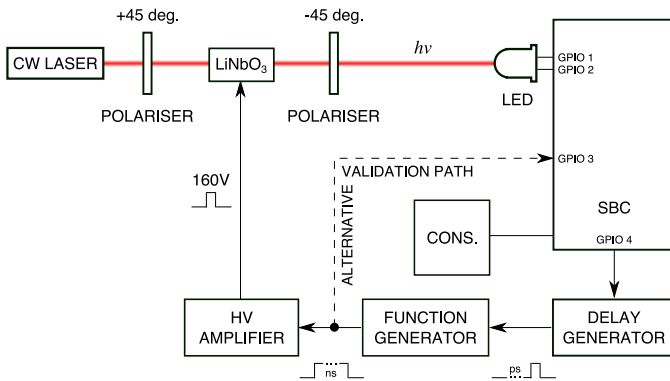 +45 deg.
-45 deg.
CW LASER
LiNbO3
hv
GPIO 1
GPIO 2
POLARISER
POLARISER
LED
GPIO 3
VALIDATION PATH
ALTERNATIVE
160V
SBC
CONS.
GPIO 4
HV
AMPLIFIER
FUNCTION
GENERATOR
DELAY
GENERATOR
ns
ps